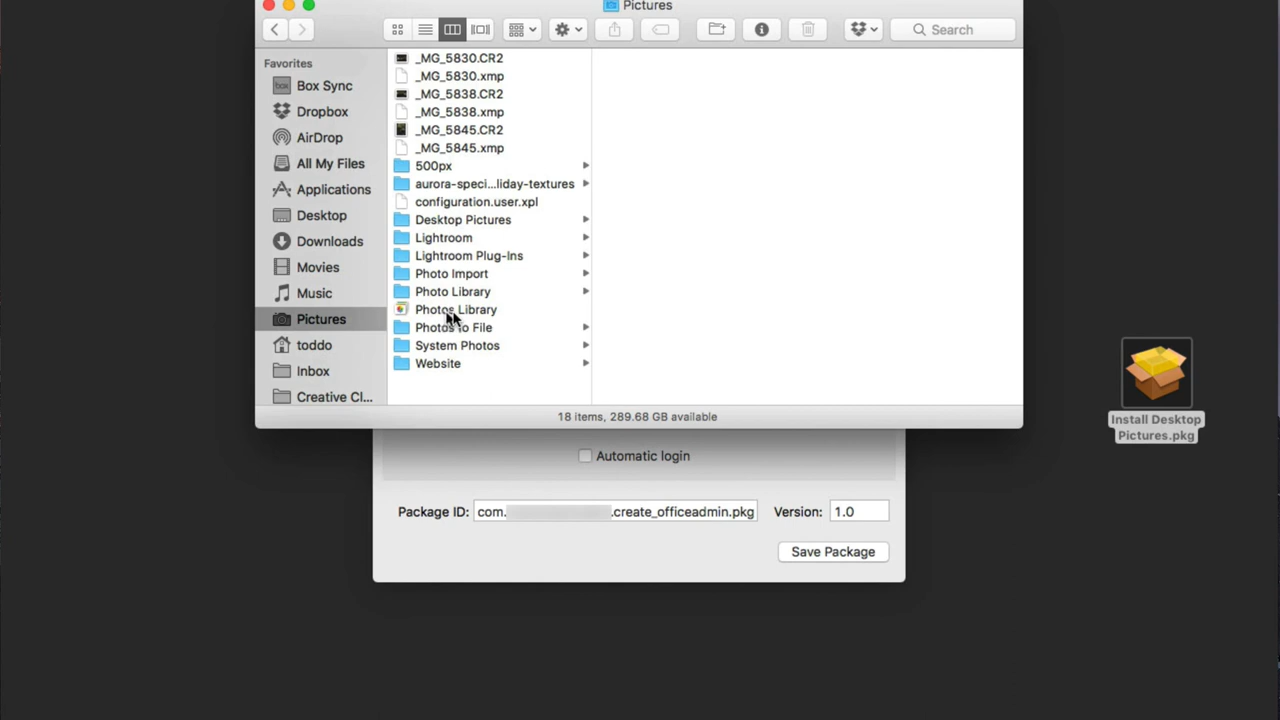 Pictures
Search
Favorites
Box Sync
Dropbox
AirDrop
All My Files
Applications
Desktop
Downloads
Movies
Music
Pictures
toddo
Inbox
Creative Cl...
_MG_5830.CR2
_MG_5830.xmp
_MG_5838.CR2
_MG_5838.xmp
_MG_5845.CR2
_MG_5845.xmp
500px
aurora-speci...liday-textures
configuration.user.xpl
Desktop Pictures
Lightroom
Lightroom Plug-Ins
Photo Import
Photo Library
Photos Library
Photos to File
System Photos
Website
18 items, 289.68 GB available
Install Desktop
Pictures.pkg
Automatic login
Package ID: com. .create_officeadmin.pkg Version: 1.0
Save Package